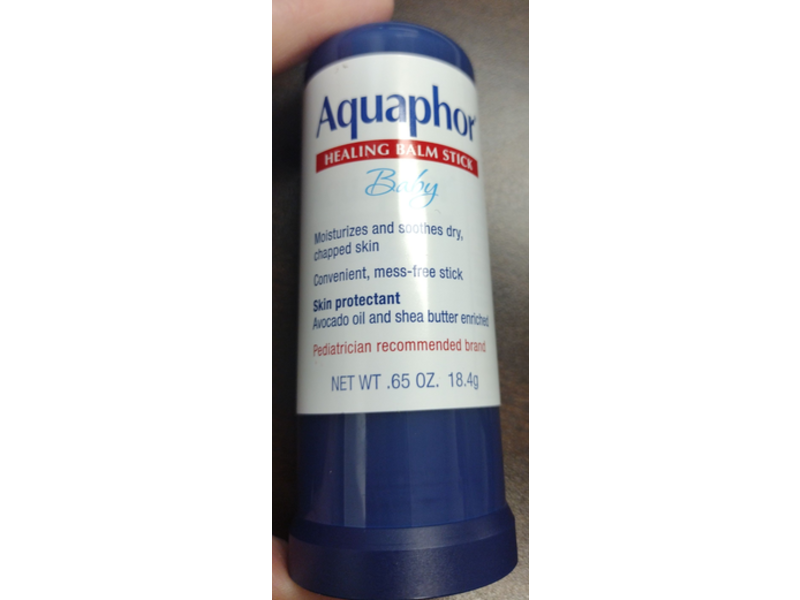 Aquaphor
HEALING BALM STICK
Baby
Moisturizes and soothes dry,
chapped skin
Convenient, mess-free stick
Skin protectant
Avocado oil and shea butter enriched
Pediatrician recommended brand
NET WT .65 OZ. 18.4g